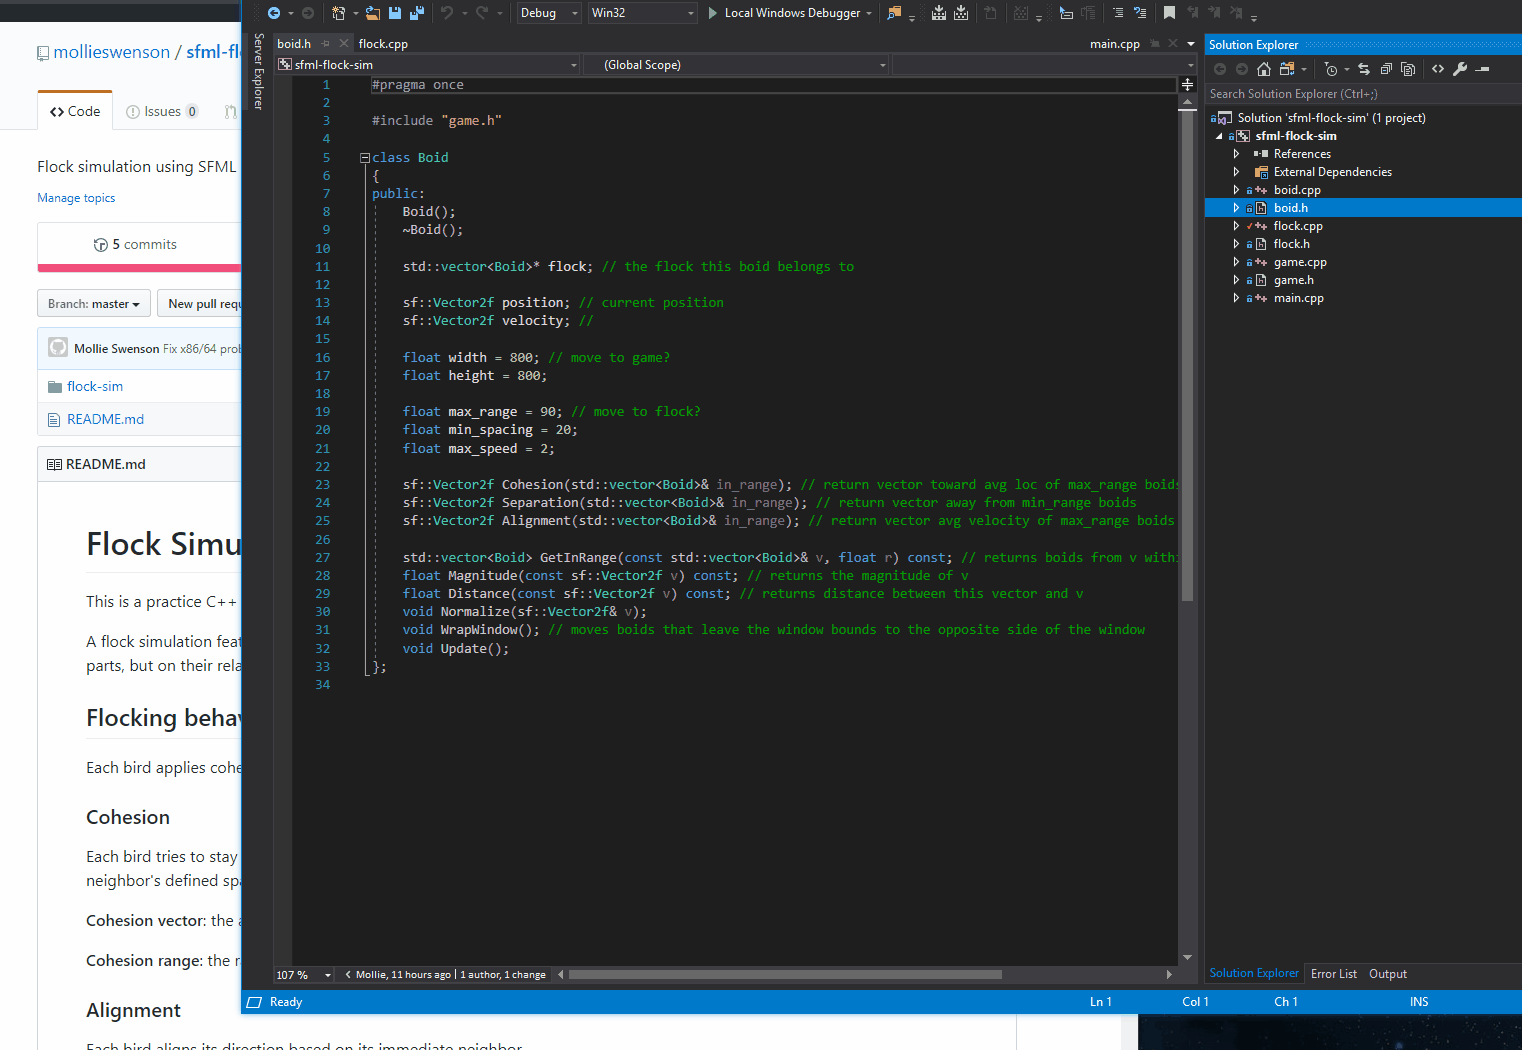 mollieswenson / sfml-fl
Code
Issues 0
Flock simulation using SFML
Manage topics
5 commits
Branch: master
New pull requ
Mollie Swenson Fix x86/64 prob
flock-sim
README.md
README.md
Flock Simu
This is a practice C++
A flock simulation feat
parts, but on their rela
Flocking behav
Each bird applies cohe
Cohesion
Each bird tries to stay
neighbor's defined spa
Cohesion vector: the a
Cohesion range: the r
Alignment
Each bird aligns its direction based on its immediate neighbor
Debug
Win32
Local Windows Debugger
Server Explorer
boid.h
flock.cpp
main.cpp
sfml-flock-sim
(Global Scope)
1 #pragma once
2
3 #include "game.h"
4
5 class Boid
6 {
7 public:
8 Boid();
9 ~Boid();
10
11 std::vector<Boid>* flock; // the flock this boid belongs to
12
13 sf::Vector2f position; // current position
14 sf::Vector2f velocity; //
15
16 float width = 800; // move to game?
17 float height = 800;
18
19 float max_range = 90; // move to flock?
20 float min_spacing = 20;
21 float max_speed = 2;
22
23 sf::Vector2f Cohesion(std::vector<Boid>& in_range); // return vector toward avg loc of max_range boids
24 sf::Vector2f Separation(std::vector<Boid>& in_range); // return vector away from min_range boids
25 sf::Vector2f Alignment(std::vector<Boid>& in_range); // return vector avg velocity of max_range boids
26
27 std::vector<Boid> GetInRange(const std::vector<Boid>& v, float r) const; // returns boids from v withi
28 float Magnitude(const sf::Vector2f v) const; // returns the magnitude of v
29 float Distance(const sf::Vector2f v) const; // returns distance between this vector and v
30 void Normalize(sf::Vector2f& v);
31 void WrapWindow(); // moves boids that leave the window bounds to the opposite side of the window
32 void Update();
33 };
34
107 %
Mollie, 11 hours ago | 1 author, 1 change
Ready
Ln 1
Col 1
Ch 1
INS
Solution Explorer
Search Solution Explorer (Ctrl+;)
Solution 'sfml-flock-sim' (1 project)
sfml-flock-sim
References
External Dependencies
boid.cpp
boid.h
flock.cpp
flock.h
game.cpp
game.h
main.cpp
Solution Explorer
Error List
Output